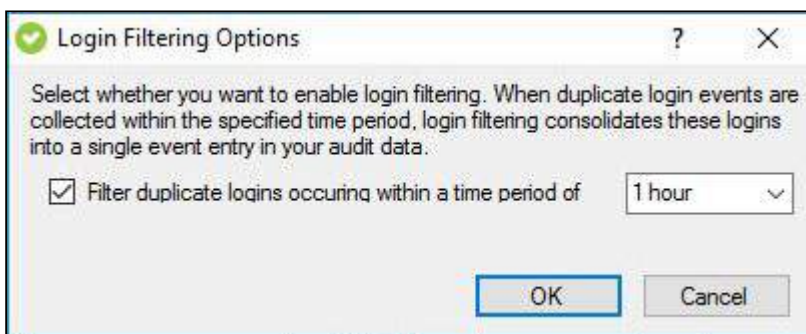 Login Filtering Options
?
Select whether you want to enable login filtering. When duplicate login events are
collected within the specified time period, login filtering consolidates these logins
into a single event entry in your audit data.
Filter duplicate logins occuring within a time period of 1 hour
OK Cancel